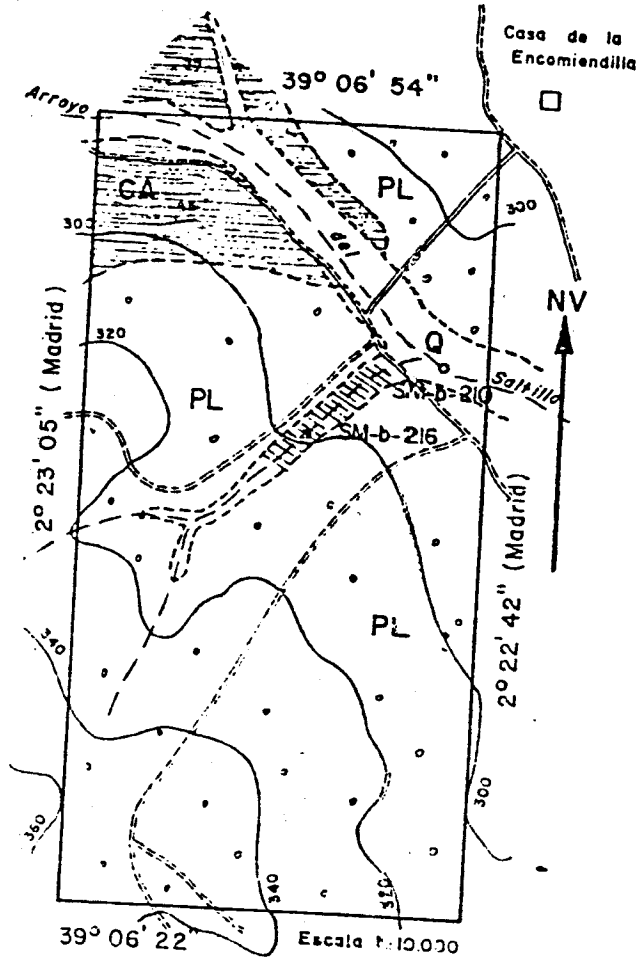 Casa de la
Encomiendilla
39° 06' 54"
Arroyo
PL
CA
300
300
del
NV
2° 23' 05" (Madrid)
320
Q
Saltillo
SM-b-210
PL
SM-b-216
2° 22' 42" (Madrid)
PL
340
300
360
340
320
39° 06' 22"
Escala 1:10.000